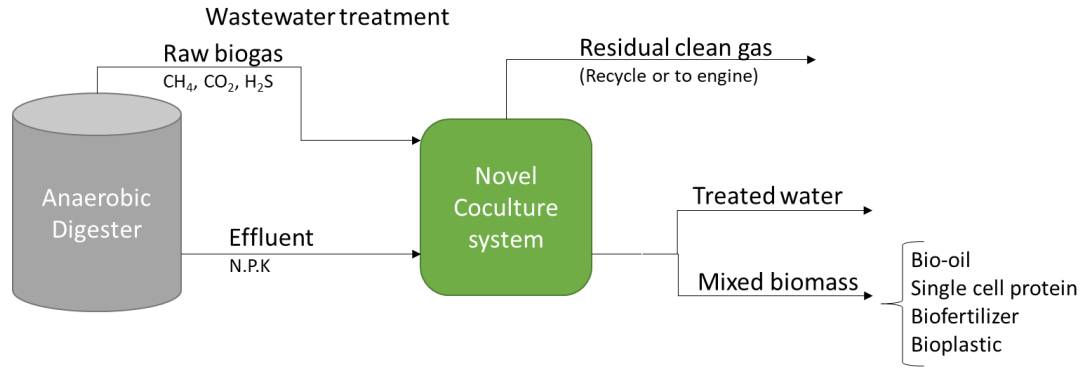 Wastewater treatment
Raw biogas
CH₄, CO₂, H₂S
Residual clean gas
(Recycle or to engine)
Anaerobic
Digester
Novel
Coculture
system
Effluent
N.P.K
Treated water
Mixed biomass
Bio-oil
Single cell protein
Biofertilizer
Bioplastic